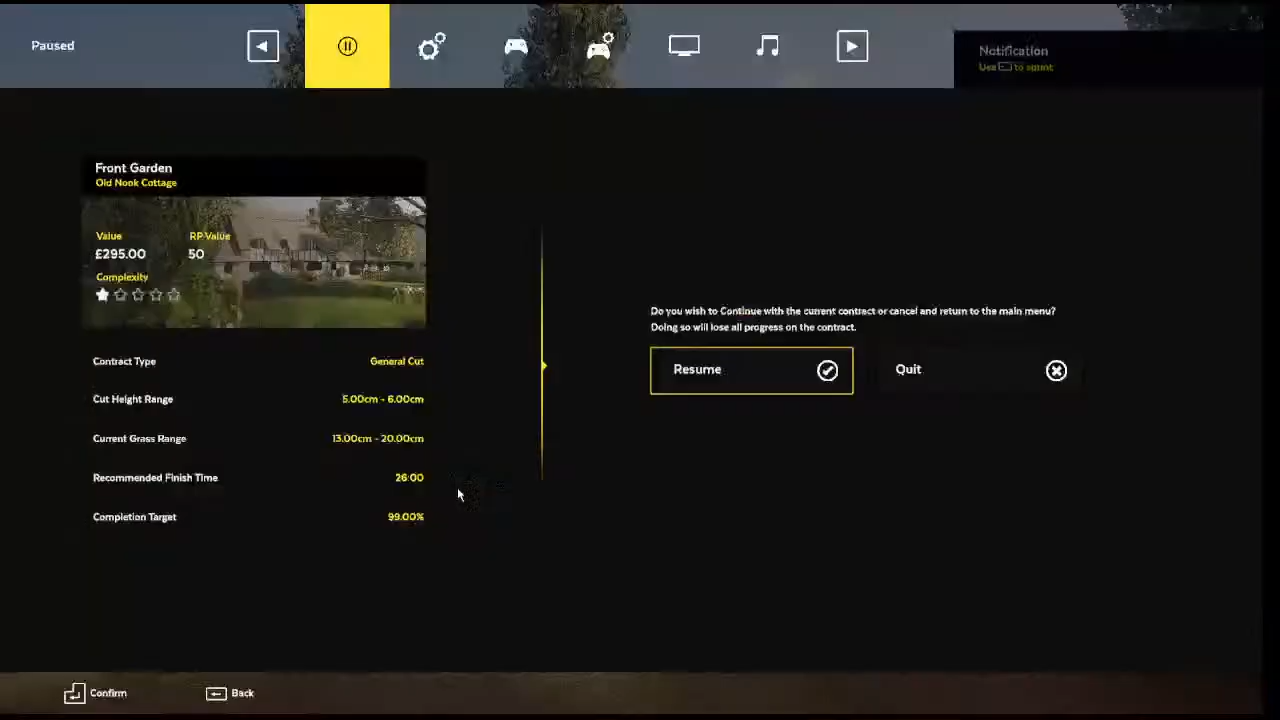 Paused
Notification
Use to sprint
Front Garden
Old Nook Cottage
Value
RP Value
£295.00
50
Complexity
Contract Type
General Cut
Cut Height Range
5.00cm - 6.00cm
Current Grass Range
13.00cm - 20.00cm
Recommended Finish Time
26:00
Completion Target
99.00%
Do you wish to Continue with the current contract or cancel and return to the main menu?
Doing so will lose all progress on the contract.
Resume
Quit
Confirm
Back